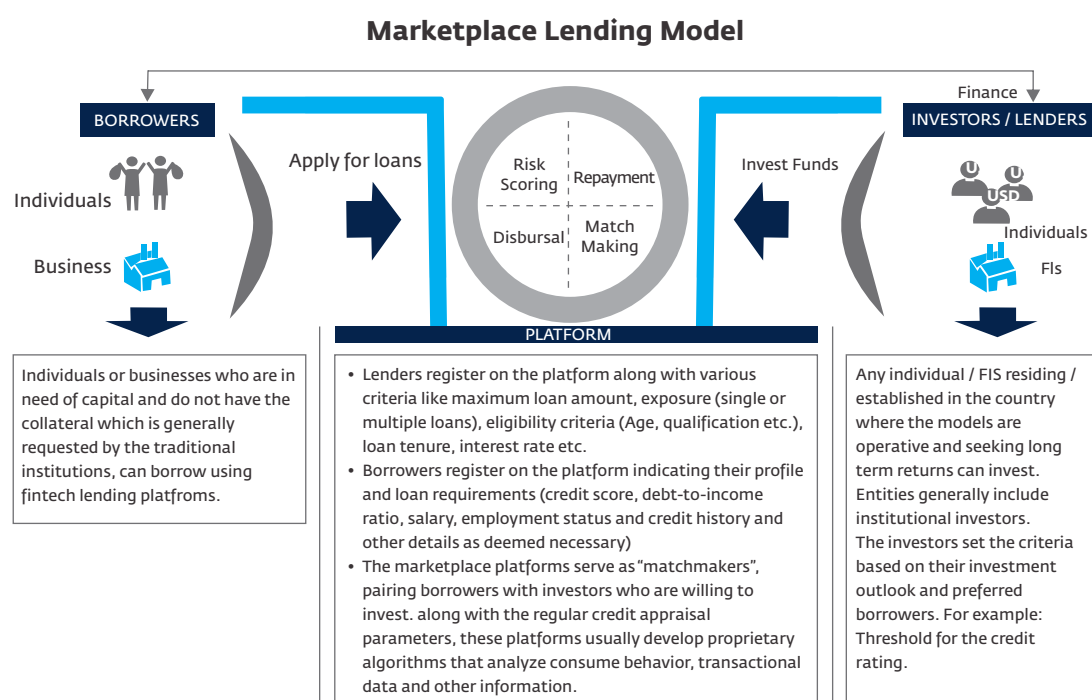 Marketplace Lending Model
Finance
BORROWERS
INVESTORS / LENDERS
Individuals
Business
Apply for loans
Risk
Scoring
Repayment
Disbursal
Match
Making
Invest Funds
U
U
USD
Individuals
FIs
PLATFORM
Individuals or businesses who are in
need of capital and do not have the
collateral which is generally
requested by the traditional
institutions, can borrow using
fintech lending platfroms.
• Lenders register on the platform along with various
criteria like maximum loan amount, exposure (single or
multiple loans), eligibility criteria (Age, qualification etc.),
loan tenure, interest rate etc.
• Borrowers register on the platform indicating their profile
and loan requirements (credit score, debt-to-income
ratio, salary, employment status and credit history and
other details as deemed necessary)
• The marketplace platforms serve as “matchmakers”,
pairing borrowers with investors who are willing to
invest. along with the regular credit appraisal
parameters, these platforms usually develop proprietary
algorithms that analyze consume behavior, transactional
data and other information.
Any individual / FIS residing /
established in the country
where the models are
operative and seeking long
term returns can invest.
Entities generally include
institutional investors.
The investors set the criteria
based on their investment
outlook and preferred
borrowers. For example:
Threshold for the credit
rating.